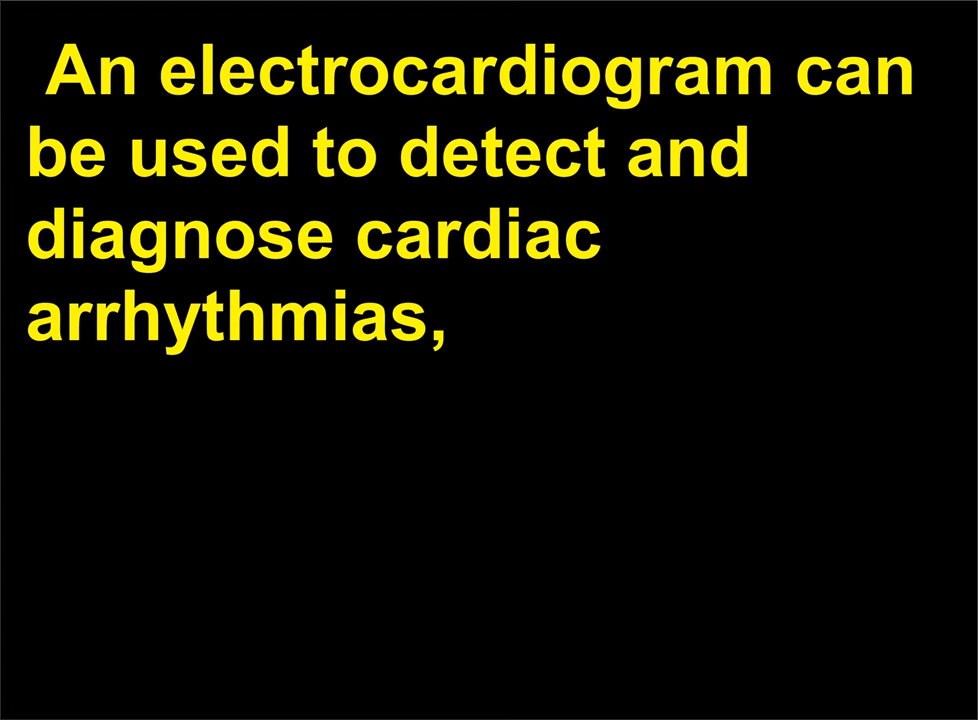 An electrocardiogram can
be used to detect and
diagnose cardiac
arrhythmias,